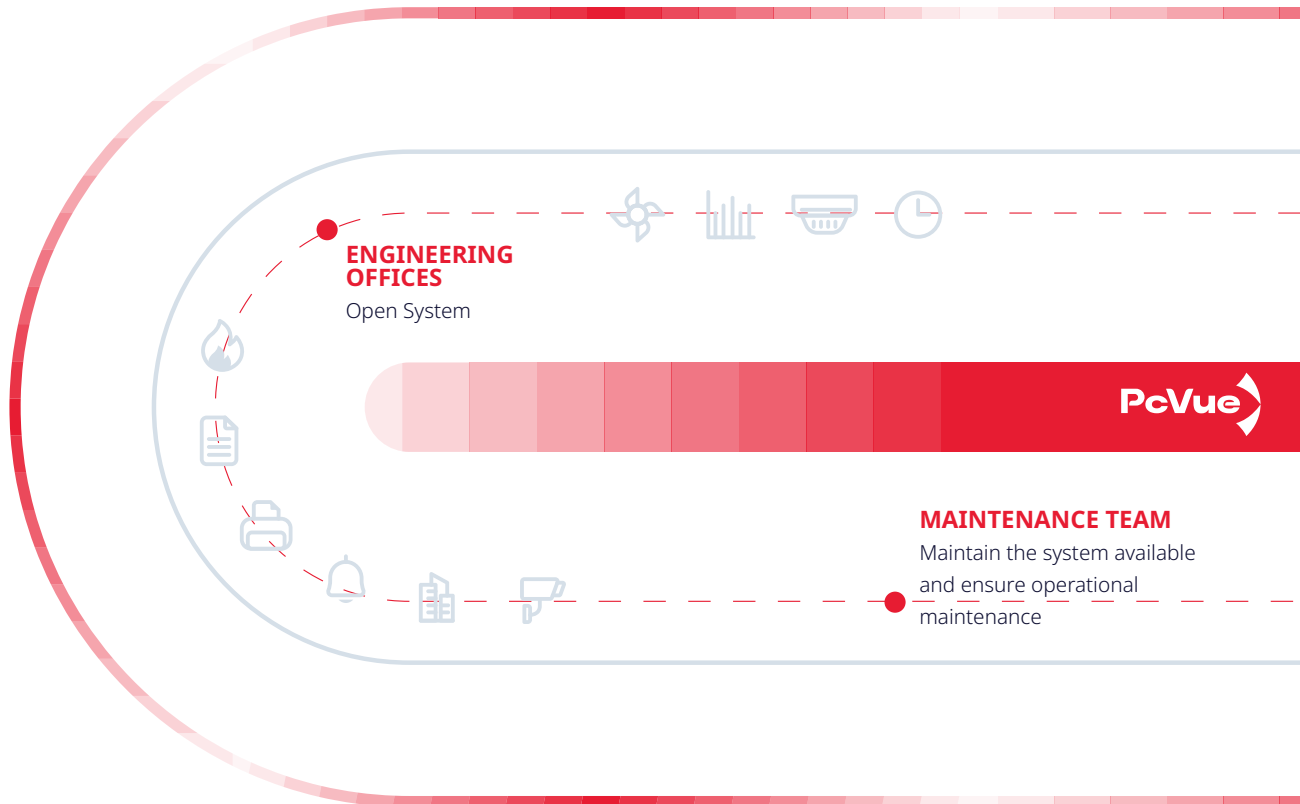 ENGINEERING
OFFICES
Open System
PcVue
MAINTENANCE TEAM
Maintain the system available
and ensure operational
maintenance